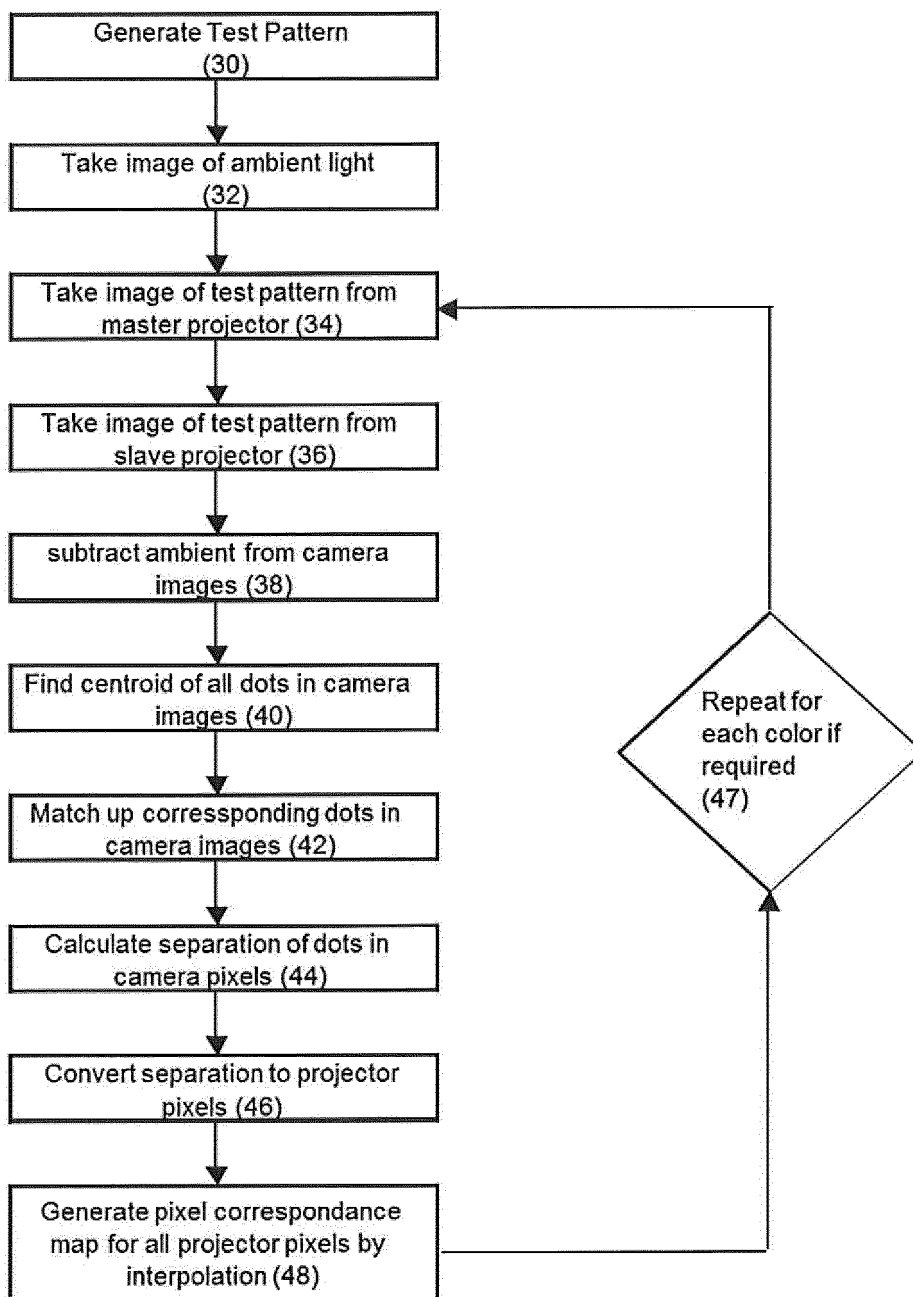 Generate Test Pattern
(30)
Take image of ambient light
(32)
Take image of test pattern from
master projector (34)
Take image of test pattern from
slave projector (36)
subtract ambient from camera
images (38)
Find centroid of all dots in camera
images (40)
Match up corressponding dots in
camera images (42)
Calculate separation of dots in
camera pixels (44)
Convert separation to projector
pixels (46)
Generate pixel correspondance
map for all projector pixels by
interpolation (48)
Repeat for
each color if
required
(47)